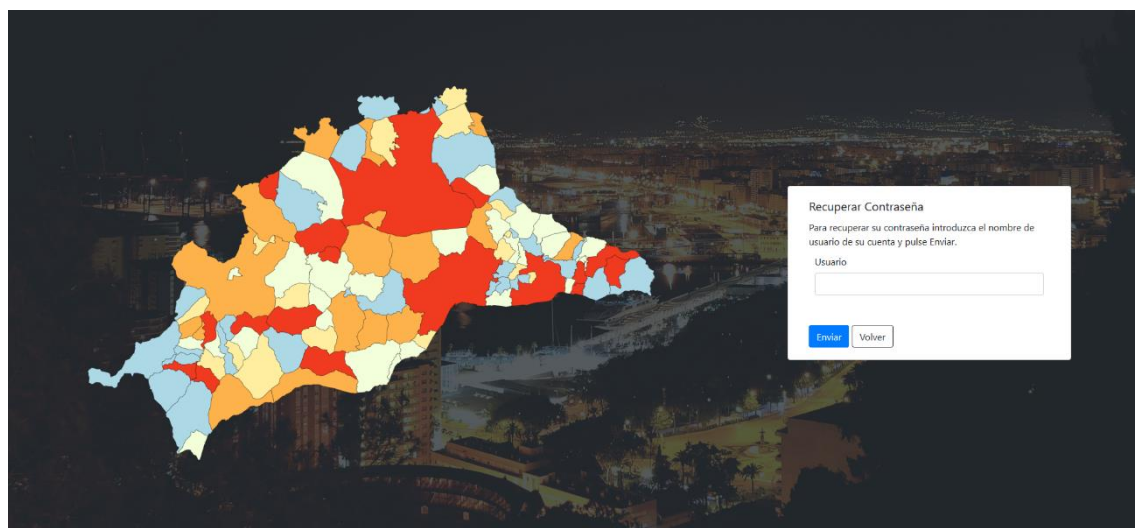 Recuperar Contraseña
Para recuperar su contraseña introduzca el nombre de
usuario de su cuenta y pulse Enviar.
Usuario
Enviar Volver